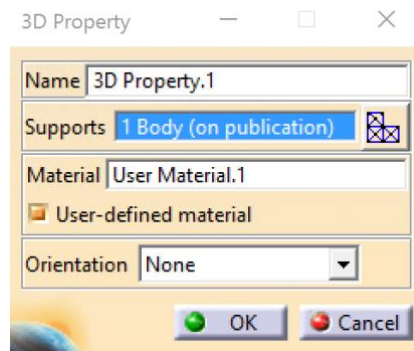 3D Property
Name 3D Property.1
Supports 1 Body (on publication)
Material User Material.1
User-defined material
Orientation None
OK Cancel